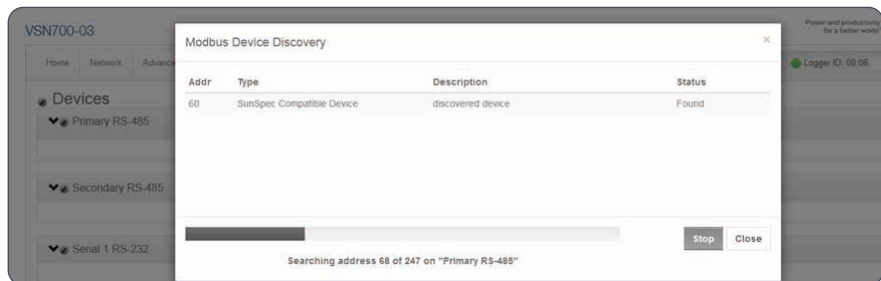 VSN700-03
Power and productivity
for a better world
Modbus Device Discovery
×
Home Network Advance
Logger ID: 00:06:
Addr Type Description Status
60 SunSpec Compatible Device discovered device Found
Devices
Primary RS-485
Secondary RS-485
Serial 1 RS-232
Stop Close
Searching address 68 of 247 on "Primary RS-485"